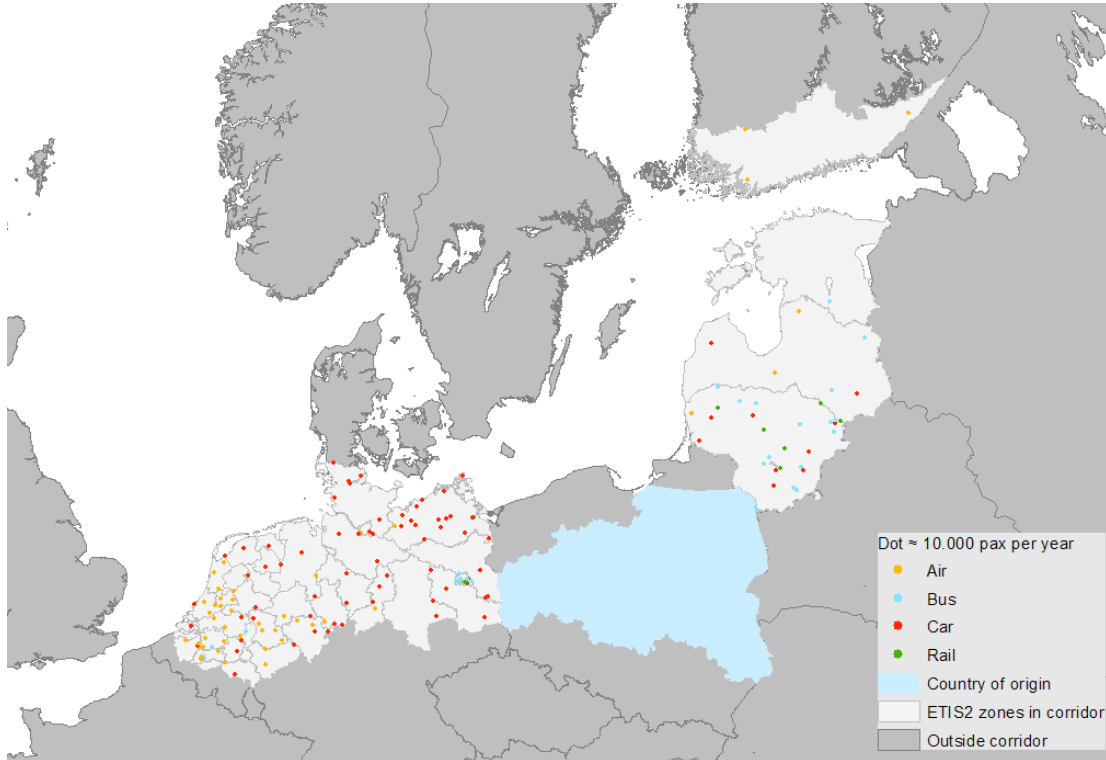 Dot ≈ 10.000 pax per year
Air
Bus
Car
Rail
Country of origin
ETIS2 zones in corridor
Outside corridor